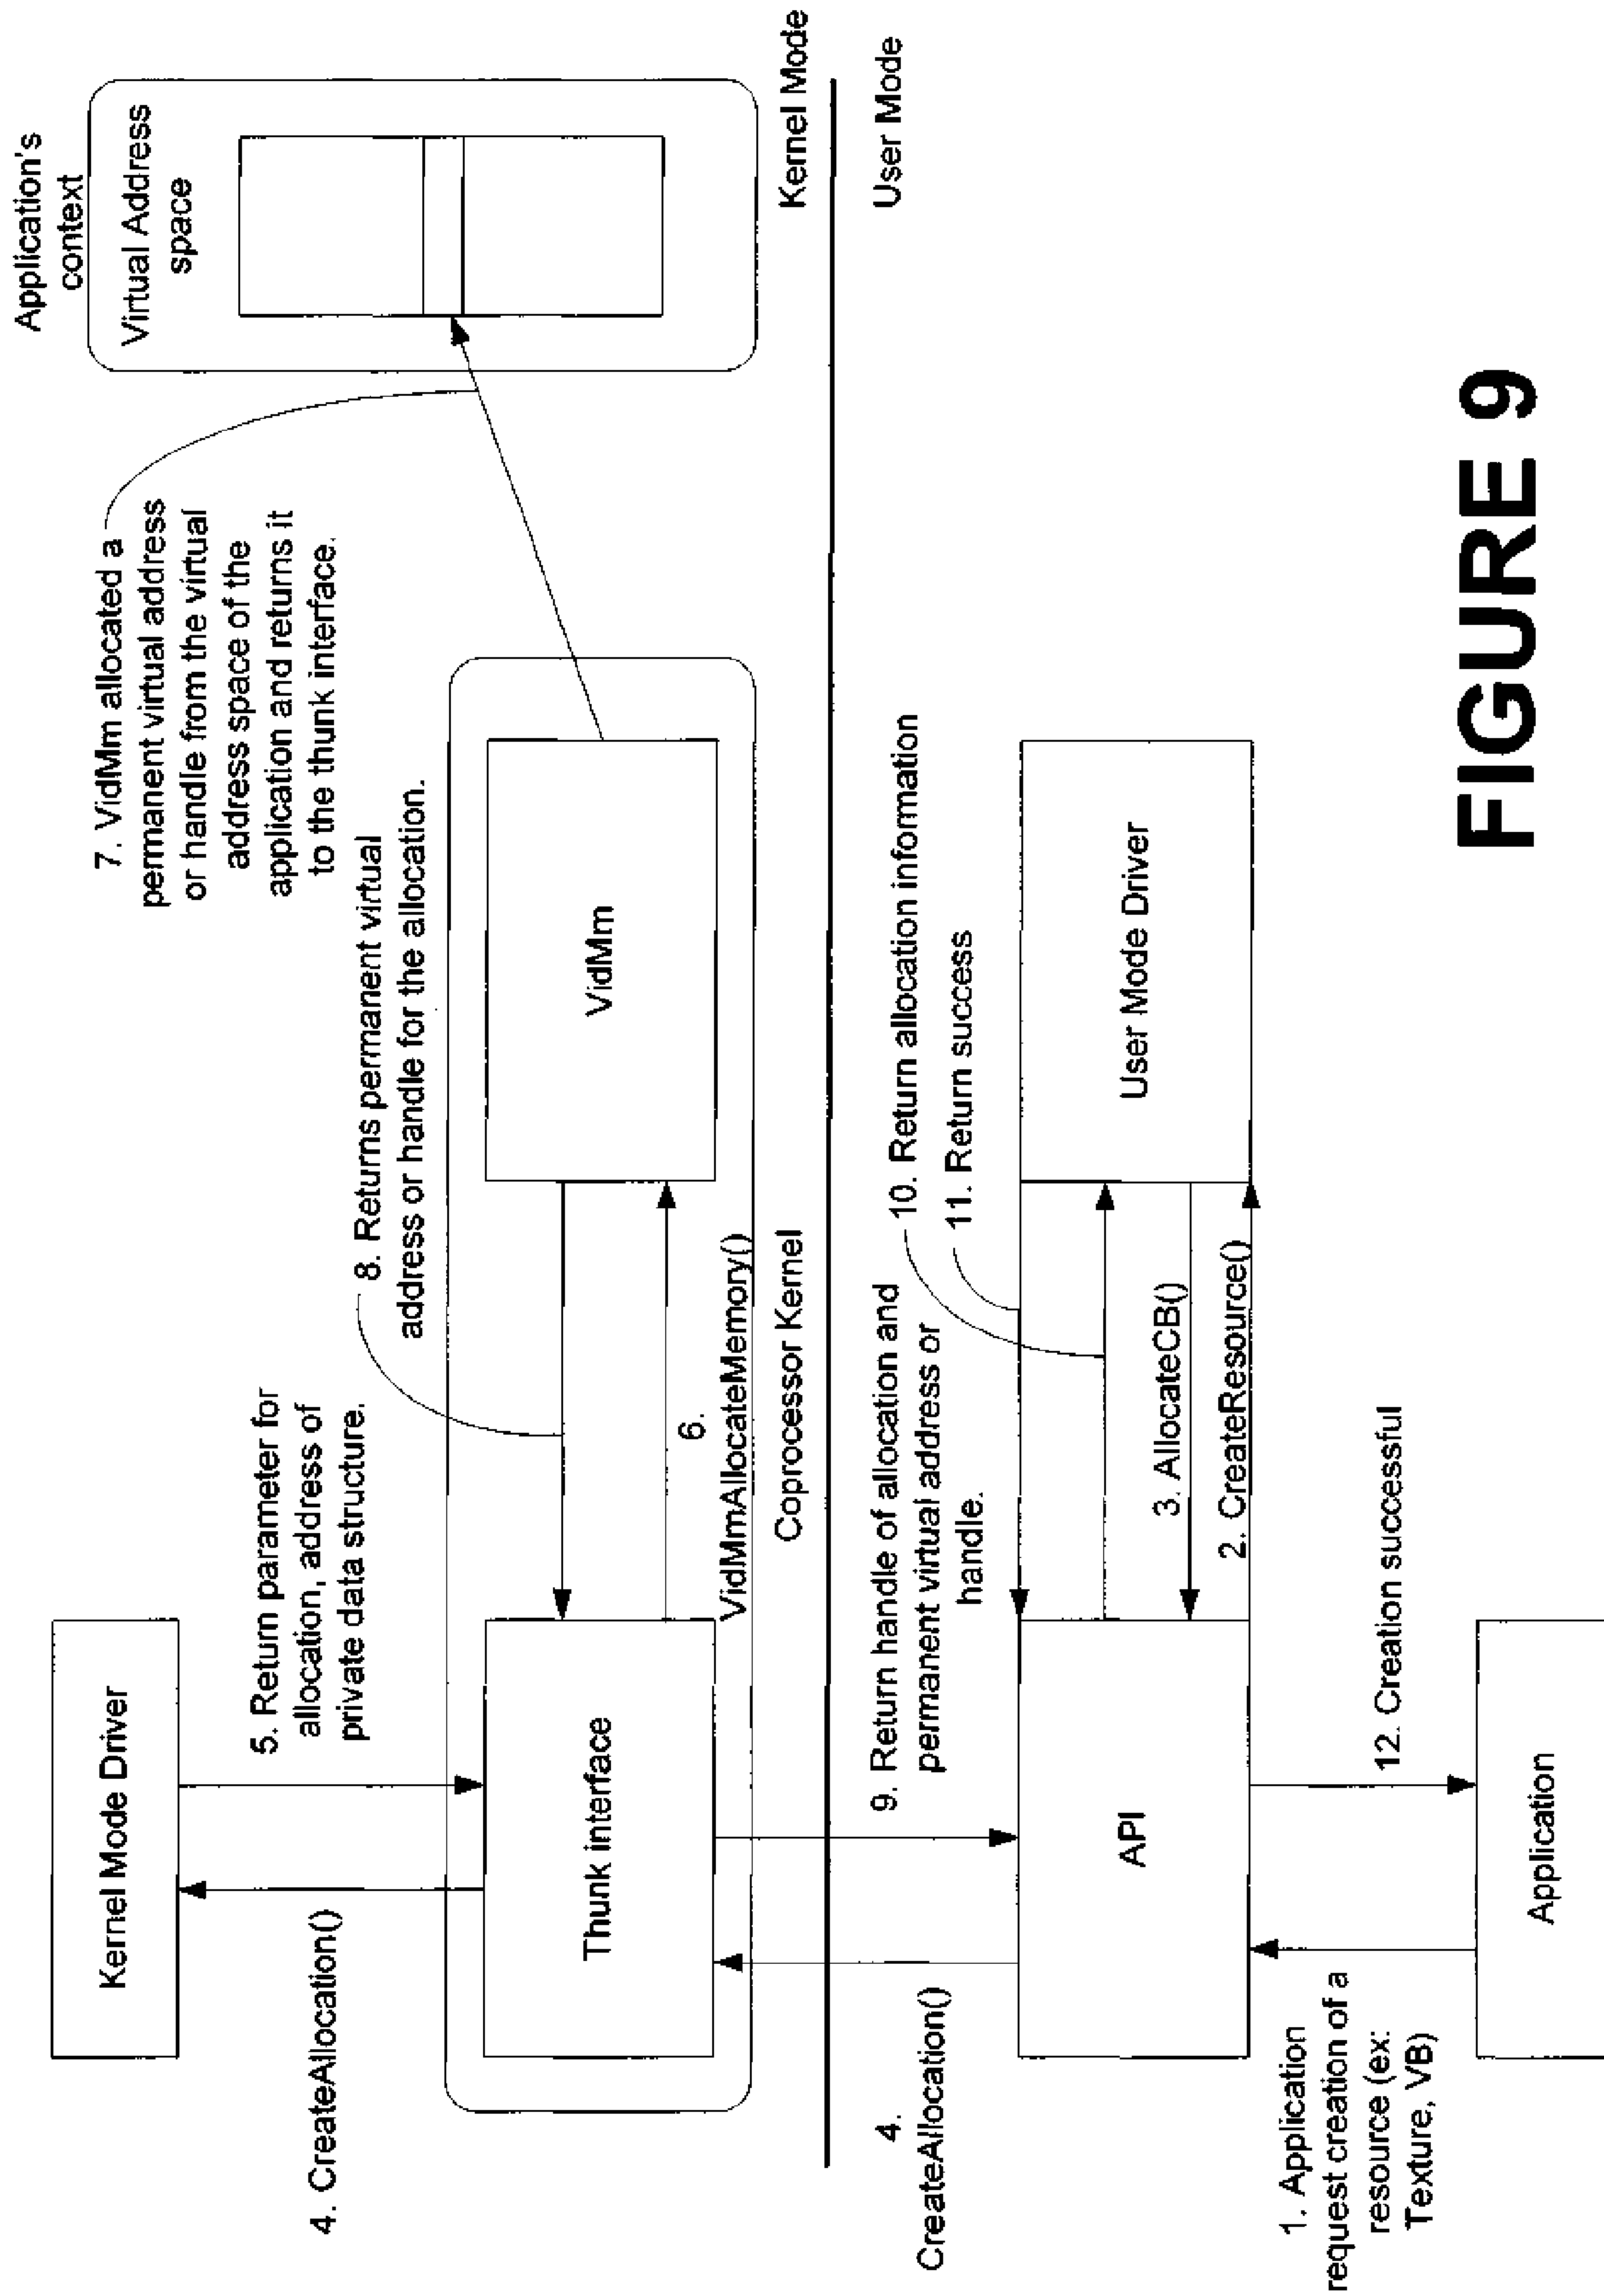 Kernel Mode Driver
4. CreateAllocation()
5. Return parameter for
allocation, address of
private data structure.
Thunk interface
8. Returns permanent virtual
address or handle for the allocation.
VidMm
6.
VidMmAllocateMemory()
Coprocessor Kernel
7. VidMm allocated a
permanent virtual address
or handle from the virtual
address space of the
application and returns it
to the thunk interface.
Application's
context
Virtual Address
space
Kernel Mode
User Mode
4.
CreateAllocation()
9. Return handle of allocation and
permanent virtual address or
handle.
10. Return allocation information
11. Return success
API
3. AllocateCB()
2. CreateResource()
User Mode Driver
1. Application
request creation of a
resource (ex:
Texture, VB)
12. Creation successful
Application
FIGURE 9